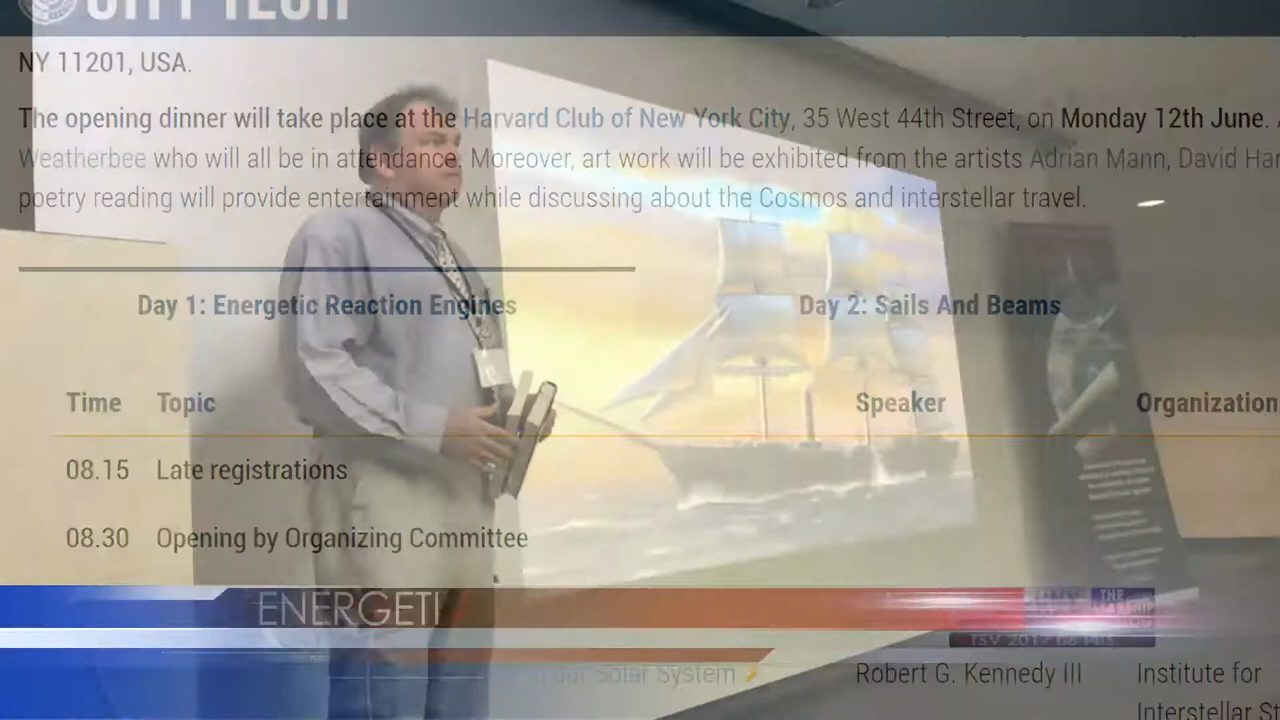 CITY TECH
NY 11201, USA.
The opening dinner will take place at the Harvard Club of New York City, 35 West 44th Street, on Monday 12th June.
Weatherbee who will all be in attendance. Moreover, art work will be exhibited from the artists Adrian Mann, David Har
poetry reading will provide entertainment while discussing about the Cosmos and interstellar travel.
Day 1: Energetic Reaction Engines Day 2: Sails And Beams
Time Topic Speaker Organization
08.15 Late registrations
08.30 Opening by Organizing Committee
ENERGETI
THE
TSV 2017
our Solar System Robert G. Kennedy III Institute for
Interstellar St